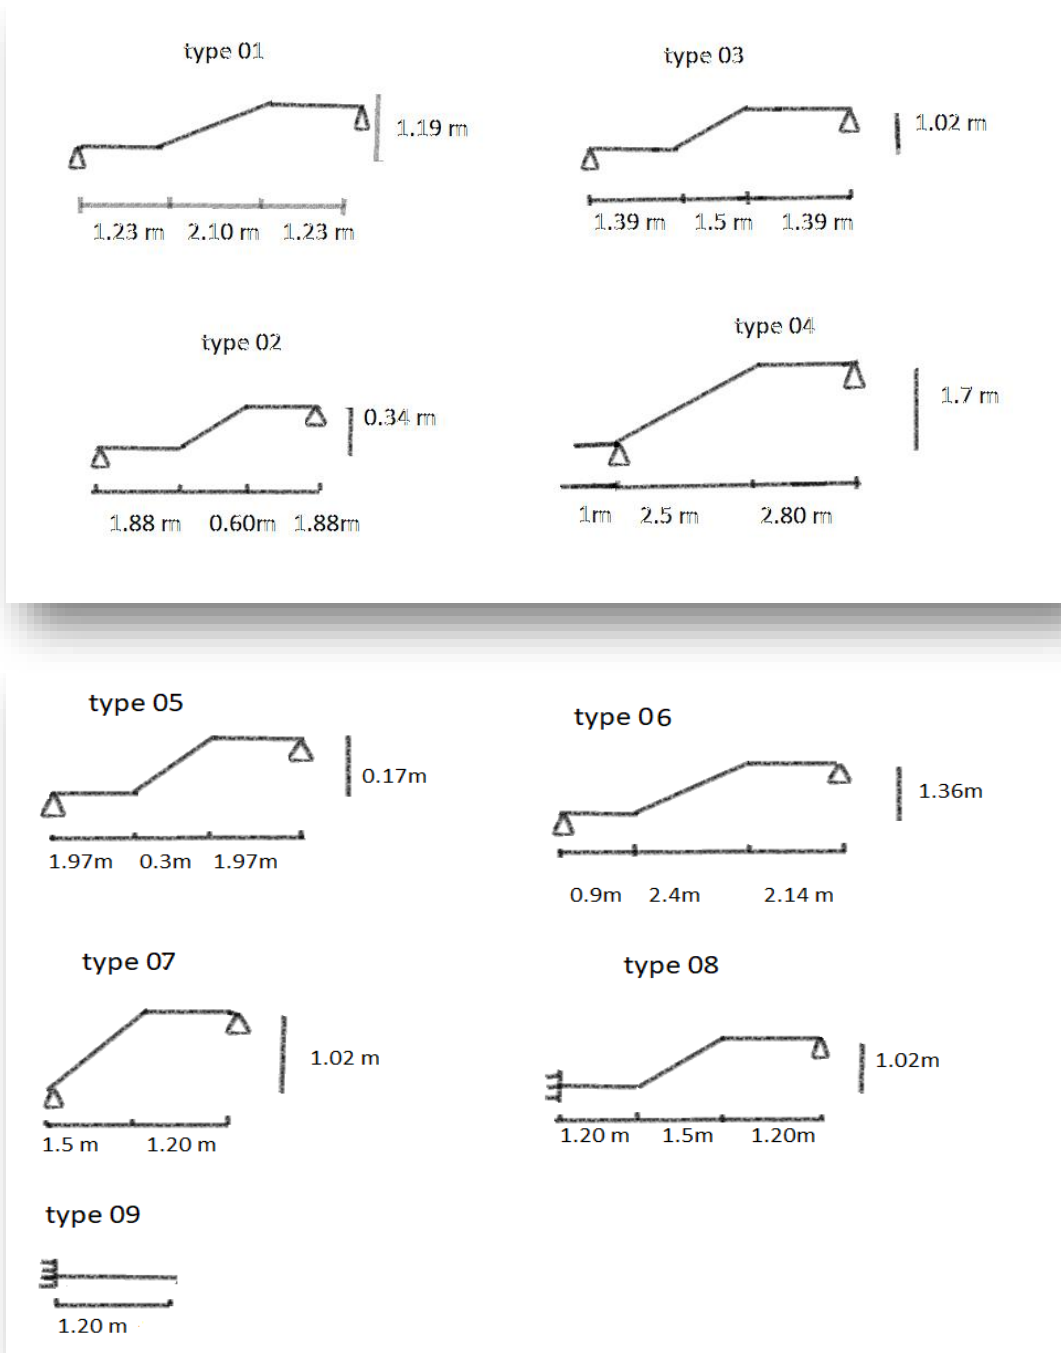 type 01
1.19 m
1.23 m 2.10 m 1.23 m
type 03
1.02 m
1.39 m 1.5 m 1.39 m
type 02
0.34 m
1.88 m 0.60m 1.88m
type 04
1.7 m
1m 2.5 m 2.80 m
type 05
0.17m
1.97m 0.3m 1.97m
type 06
1.36m
0.9m 2.4m 2.14 m
type 07
1.02 m
1.5 m 1.20 m
type 08
1.02m
1.20 m 1.5m 1.20m
type 09
1.20 m